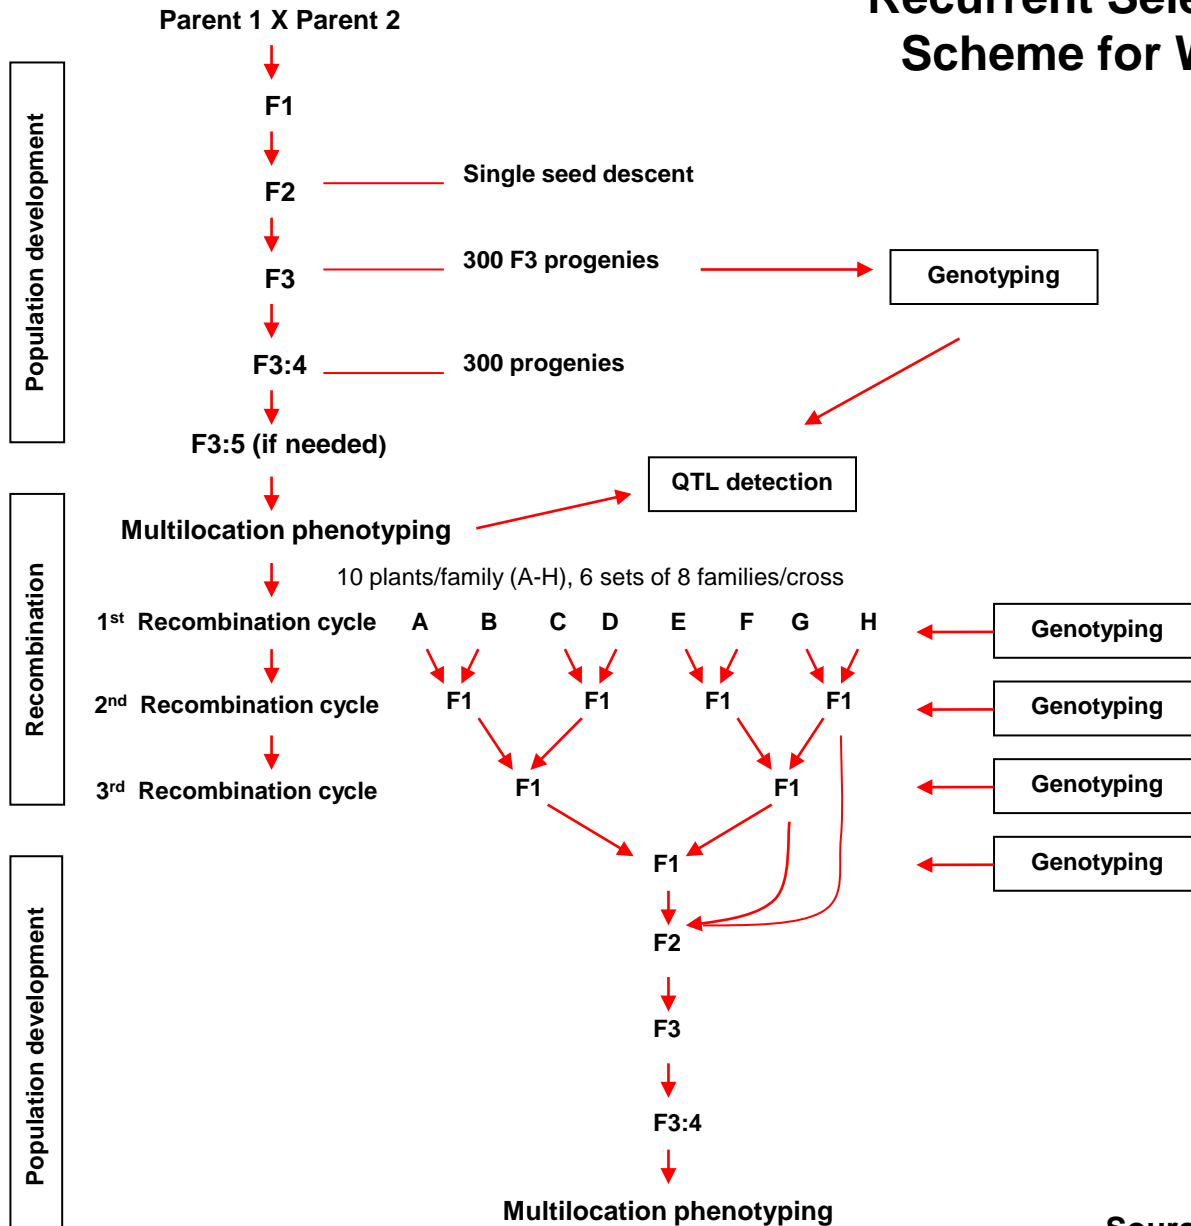 Parent 1 X Parent 2
Scheme for
Population development
F1
F2
Single seed descent
F3
300 F3 progenies
Genotyping
F3:4
300 progenies
F3:5 (if needed)
QTL detection
Multilocation phenotyping
Recombination
10 plants/family (A-H), 6 sets of 8 families/cross
1st Recombination cycle
A B C D E F G H
Genotyping
2nd Recombination cycle
F1 F1 F1 F1
Genotyping
3rd Recombination cycle
F1 F1
Genotyping
F1
Genotyping
Population development
F2
F3
F3:4
Multilocation phenotyping